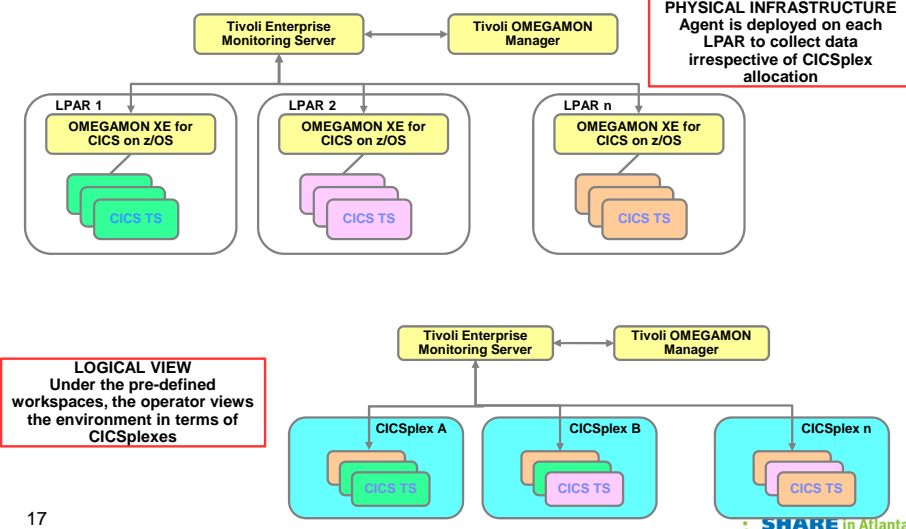 PHYSICAL INFRASTRUCTURE
Agent is deployed on each
LPAR to collect data
irrespective of CICSplex
allocation
Tivoli Enterprise
Monitoring Server
Tivoli OMEGAMON
Manager
LPAR 1
OMEGAMON XE for
CICS on z/OS
CICS TS
LPAR 2
OMEGAMON XE for
CICS on z/OS
CICS TS
LPAR n
OMEGAMON XE for
CICS on z/OS
CICS TS
LOGICAL VIEW
Under the pre-defined
workspaces, the operator views
the environment in terms of
CICSplexes
Tivoli Enterprise
Monitoring Server
Tivoli OMEGAMON
Manager
CICSplex A
CICS TS
CICSplex B
CICS TS
CICSplex n
CICS TS
17
• SHARE in Atlanta